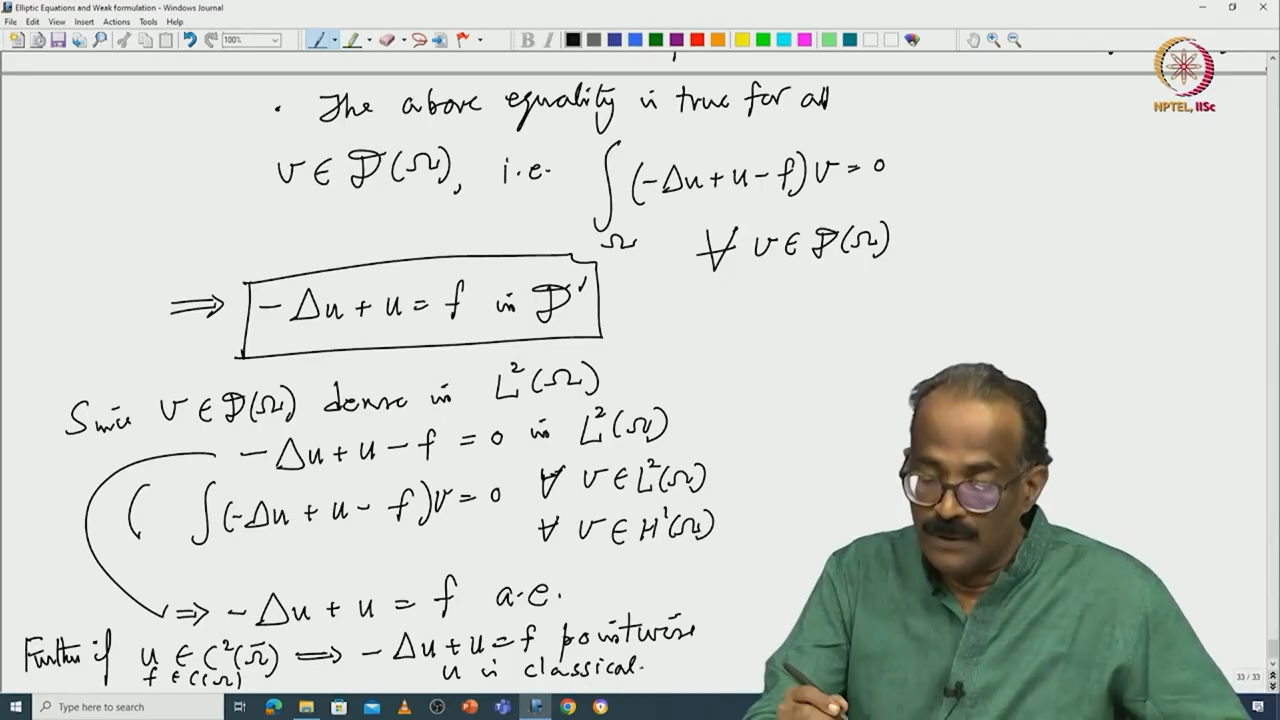 Elliptic Equations and Weak formulation - Windows Journal
File Edit View Insert Actions Tools Help
100%
B I
NPTEL, IISc
· The above equality is true for all
v ∈ 𝒟(Ω), i.e. ∫_Ω (-Δu + u - f) v = 0
∀ v ∈ 𝒟(Ω)
⟹ -Δu + u = f in 𝒟'
Since v ∈ 𝒟(Ω) dense in L²(Ω)
-Δu + u - f = 0 in L²(Ω)
( ∫(-Δu + u - f)v = 0 ∀ v ∈ L²(Ω)
∀ v ∈ H¹(Ω)
⟹ -Δu + u = f a.e.
Further if u ∈ C²(Ω̄) ⟹ -Δu + u = f pointwise
f ∈ C(Ω) u is classical.
33 / 33
Type here to search